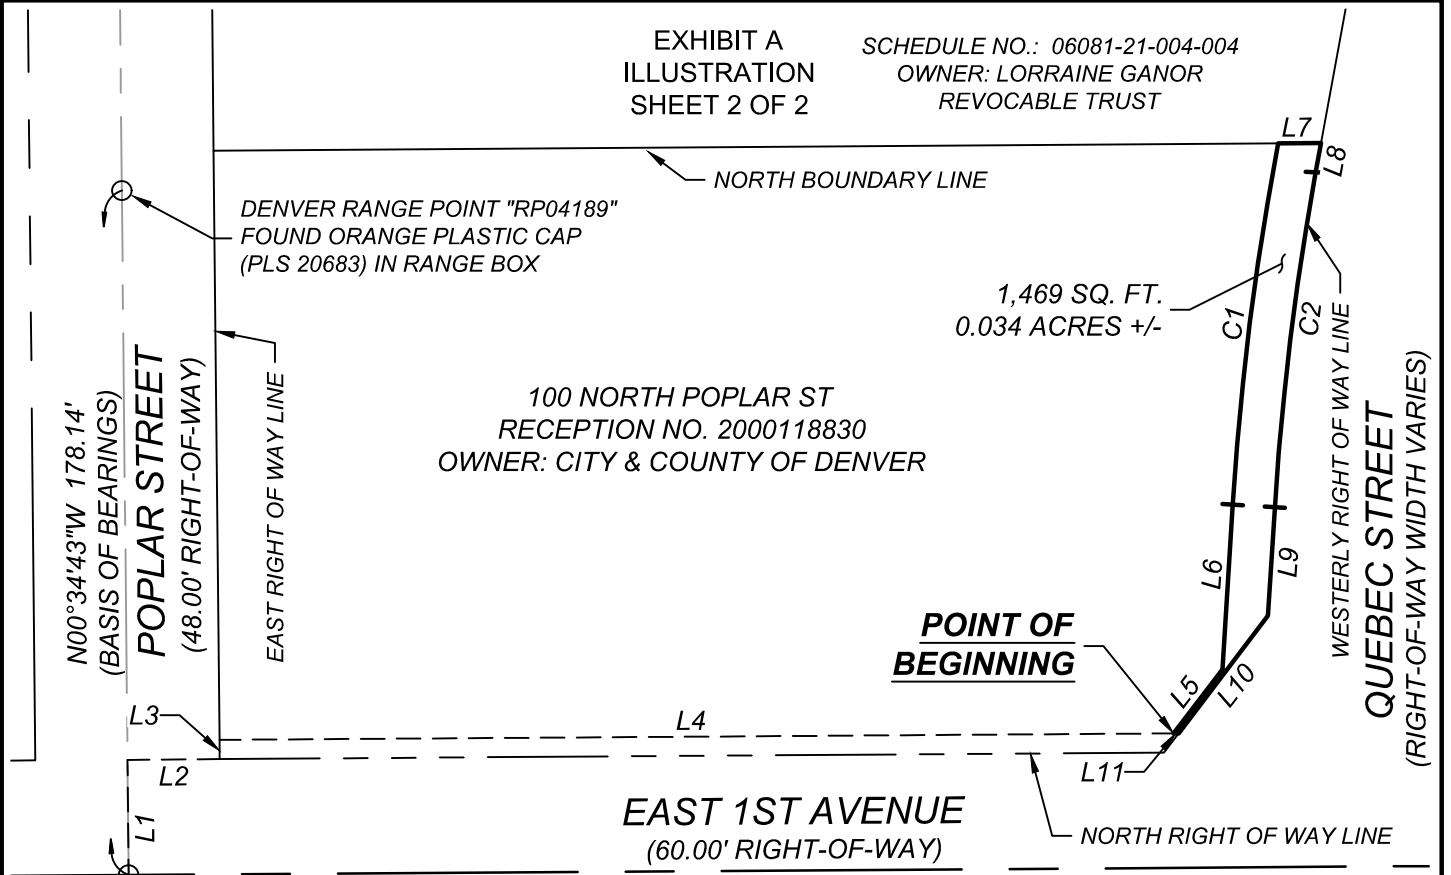 EXHIBIT A
ILLUSTRATION
SHEET 2 OF 2
SCHEDULE NO.: 06081-21-004-004
OWNER: LORRAINE GANOR
REVOCABLE TRUST
L7
L8
NORTH BOUNDARY LINE
DENVER RANGE POINT "RP04189"
FOUND ORANGE PLASTIC CAP
(PLS 20683) IN RANGE BOX
1,469 SQ. FT.
0.034 ACRES +/-
C1
C2
WESTERLY RIGHT OF WAY LINE
QUEBEC STREET
(RIGHT-OF-WAY WIDTH VARIES)
N00°34'43"W 178.14'
(BASIS OF BEARINGS)
POPLAR STREET
(48.00' RIGHT-OF-WAY)
EAST RIGHT OF WAY LINE
100 NORTH POPLAR ST
RECEPTION NO. 2000118830
OWNER: CITY & COUNTY OF DENVER
L6
L9
POINT OF
BEGINNING
L5
L10
L3
L4
L2
L11
L1
EAST 1ST AVENUE
(60.00' RIGHT-OF-WAY)
NORTH RIGHT OF WAY LINE